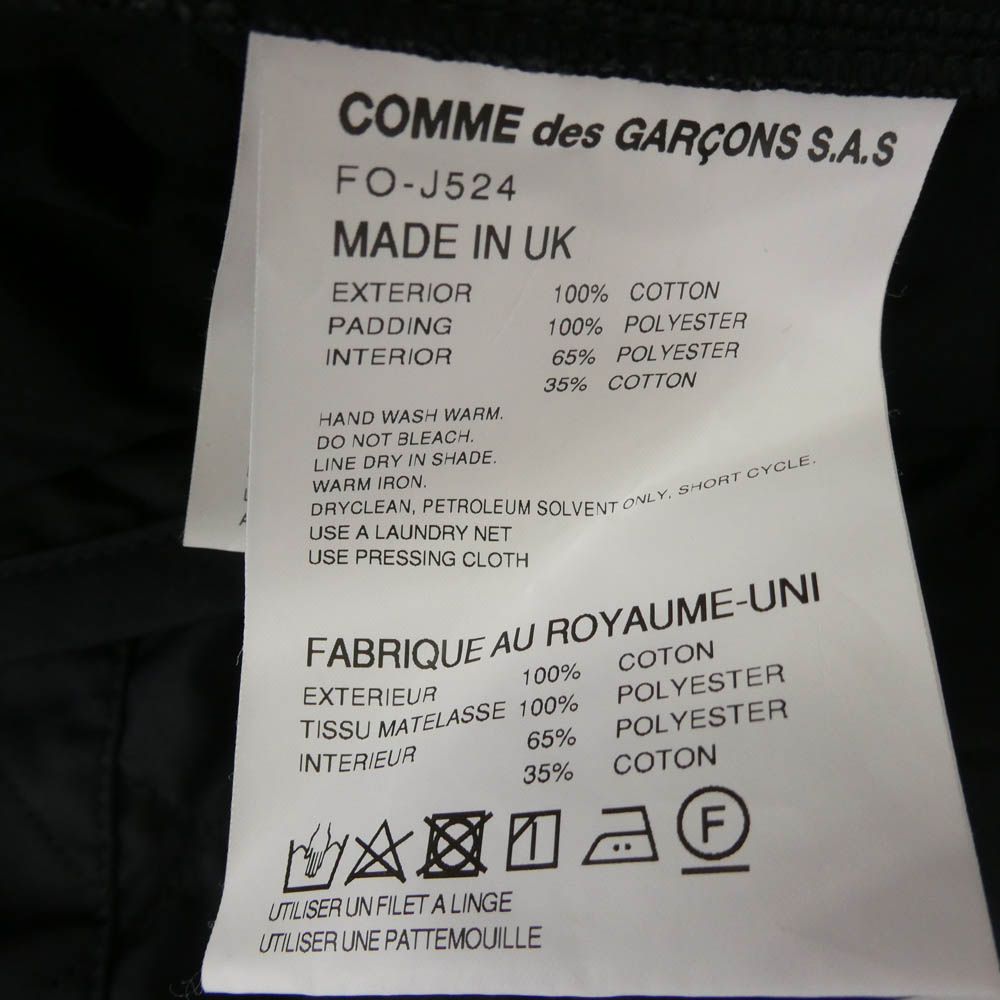 COMME des GARÇONS S.A.S
FO-J524
MADE IN UK
EXTERIOR 100% COTTON
PADDING 100% POLYESTER
INTERIOR 65% POLYESTER
35% COTTON
HAND WASH WARM.
DO NOT BLEACH.
LINE DRY IN SHADE.
WARM IRON.
DRYCLEAN, PETROLEUM SOLVENT ONLY, SHORT CYCLE.
USE A LAUNDRY NET
USE PRESSING CLOTH
FABRIQUE AU ROYAUME-UNI
EXTERIEUR 100% COTON
TISSU MATELASSE 100% POLYESTER
INTERIEUR 65% POLYESTER
35% COTON
F
UTILISER UN FILET A LINGE
UTILISER UNE PATTEMOUILLE